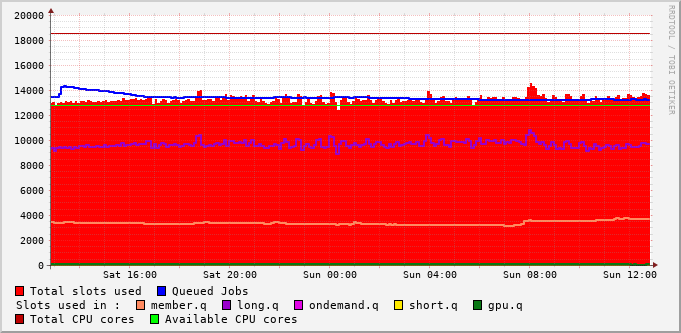 20000
18000
16000
14000
12000
10000
8000
6000
4000
2000
0
Sat 16:00 Sat 20:00 Sun 00:00 Sun 04:00 Sun 08:00 Sun 12:00
RRDTOOL / TOBI OETIKER
Total slots used Queued Jobs
Slots used in : member.q long.q ondemand.q short.q gpu.q
Total CPU cores Available CPU cores